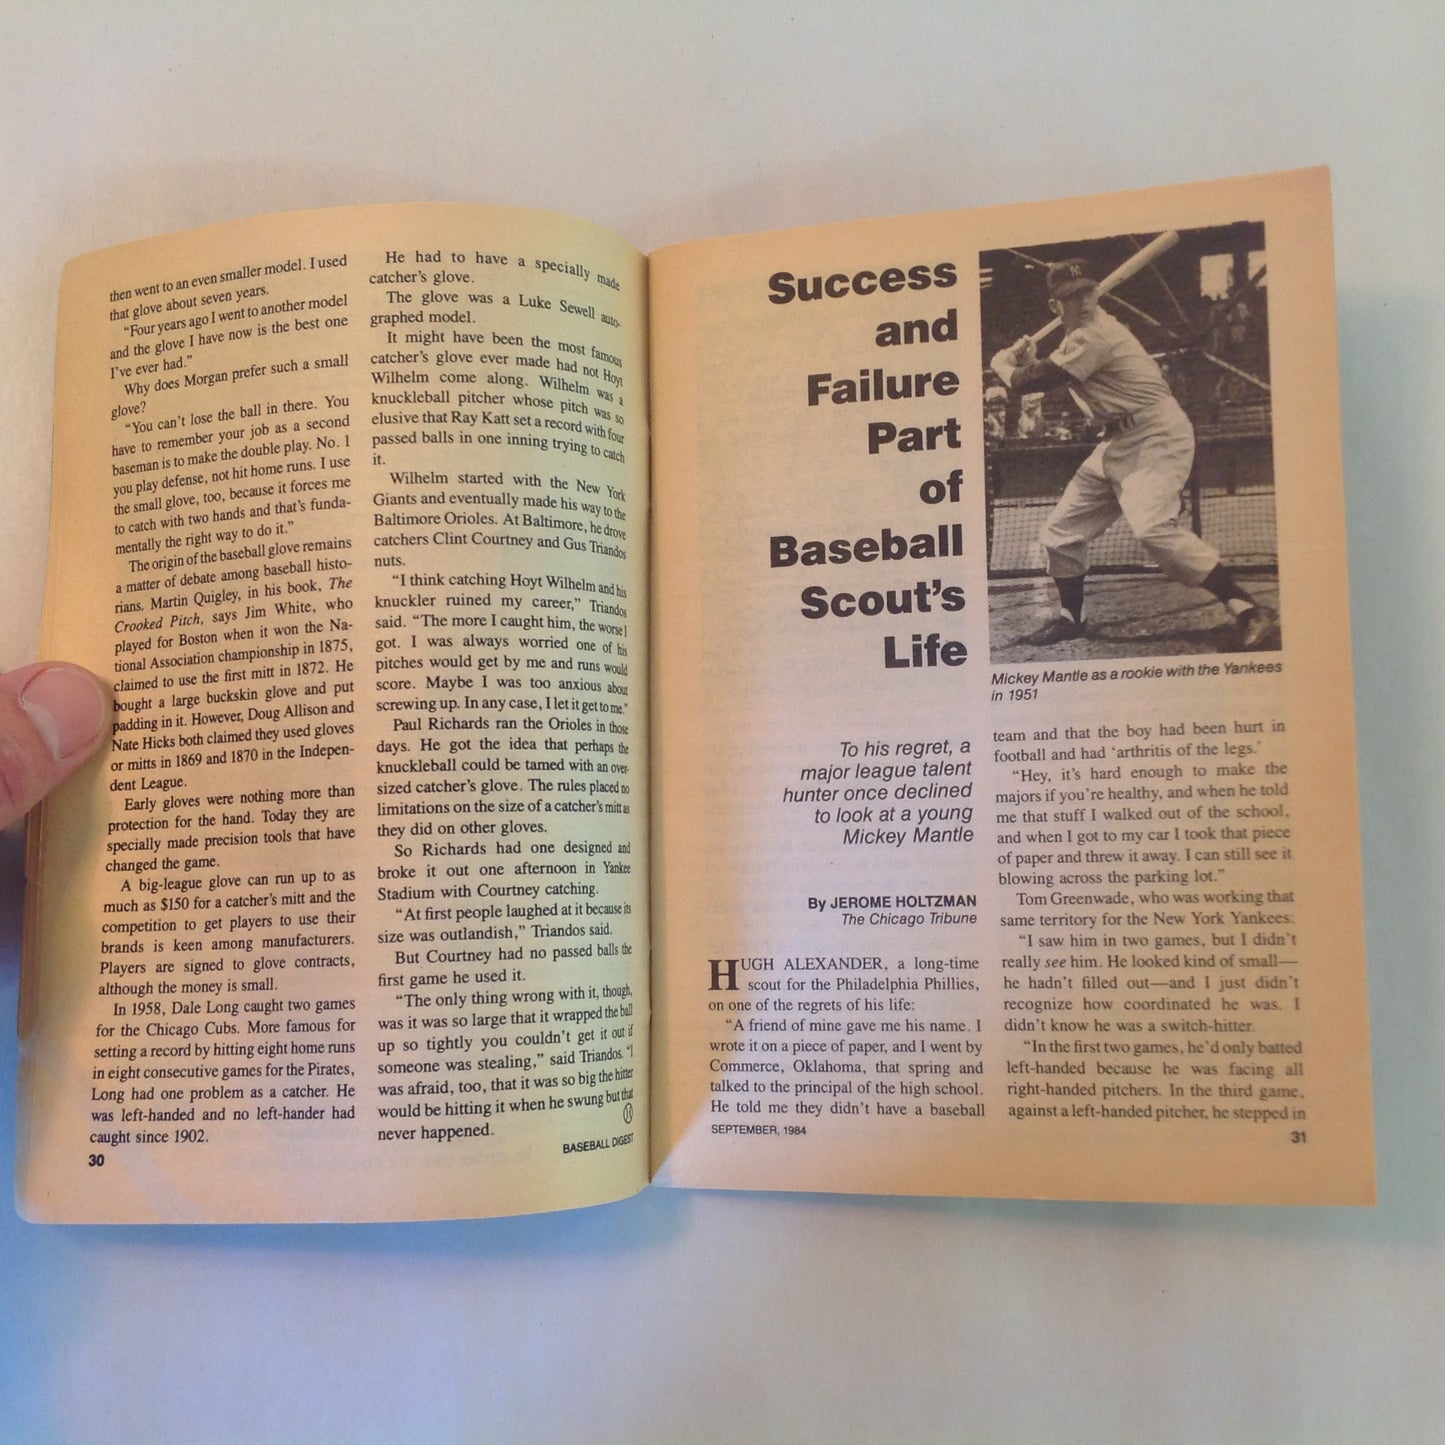 then went to an even smaller model. I used
that glove about seven years.
“Four years ago I went to another model
and the glove I have now is the best one
I’ve ever had.”
Why does Morgan prefer such a small
glove?
“You can’t lose the ball in there. You
have to remember your job as a second
baseman is to make the double play. No. 1
you play defense, not hit home runs. I use
the small glove, too, because it forces me
to catch with two hands and that’s funda-
mentally the right way to do it.”
The origin of the baseball glove remains
a matter of debate among baseball histo-
rians. Martin Quigley, in his book, The
Crooked Pitch, says Jim White, who
played for Boston when it won the Na-
tional Association championship in 1875,
claimed to use the first mitt in 1872. He
bought a large buckskin glove and put
padding in it. However, Doug Allison and
Nate Hicks both claimed they used gloves
or mitts in 1869 and 1870 in the Indepen-
dent League.
Early gloves were nothing more than
protection for the hand. Today they are
specially made precision tools that have
changed the game.
A big-league glove can run up to as
much as $150 for a catcher’s mitt and the
competition to get players to use their
brands is keen among manufacturers.
Players are signed to glove contracts,
although the money is small.
In 1958, Dale Long caught two games
for the Chicago Cubs. More famous for
setting a record by hitting eight home runs
in eight consecutive games for the Pirates,
Long had one problem as a catcher. He
was left-handed and no left-hander had
caught since 1902.
30
He had to have a specially made
catcher’s glove.
The glove was a Luke Sewell auto-
graphed model.
It might have been the most famous
catcher’s glove ever made had not Hoyt
Wilhelm come along. Wilhelm was a
knuckleball pitcher whose pitch was so
elusive that Ray Katt set a record with four
passed balls in one inning trying to catch
it.
Wilhelm started with the New York
Giants and eventually made his way to the
Baltimore Orioles. At Baltimore, he drove
catchers Clint Courtney and Gus Triandos
nuts.
“I think catching Hoyt Wilhelm and his
knuckler ruined my career,” Triandos
said. “The more I caught him, the worse I
got. I was always worried one of his
pitches would get by me and runs would
score. Maybe I was too anxious about
screwing up. In any case, I let it get to me.”
Paul Richards ran the Orioles in those
days. He got the idea that perhaps the
knuckleball could be tamed with an over-
sized catcher’s glove. The rules placed no
limitations on the size of a catcher’s mitt as
they did on other gloves.
So Richards had one designed and
broke it out one afternoon in Yankee
Stadium with Courtney catching.
“At first people laughed at it because its
size was outlandish,” Triandos said.
But Courtney had no passed balls the
first game he used it.
“The only thing wrong with it, though,
was it was so large that it wrapped the ball
up so tightly you couldn’t get it out if
someone was stealing,” said Triandos. “I
was afraid, too, that it was so big the hitter
would be hitting it when he swung but that
never happened.
BASEBALL DIGEST
Success
and
Failure
Part
of
Baseball
Scout’s
Life
Mickey Mantle as a rookie with the Yankees
in 1951
To his regret, a
major league talent
hunter once declined
to look at a young
Mickey Mantle
By JEROME HOLTZMAN
The Chicago Tribune
HUGH ALEXANDER, a long-time
scout for the Philadelphia Phillies,
on one of the regrets of his life:
“A friend of mine gave me his name. I
wrote it on a piece of paper, and I went by
Commerce, Oklahoma, that spring and
talked to the principal of the high school.
He told me they didn’t have a baseball
SEPTEMBER, 1984
team and that the boy had been hurt in
football and had ‘arthritis of the legs.’
“Hey, it’s hard enough to make the
majors if you’re healthy, and when he told
me that stuff I walked out of the school,
and when I got to my car I took that piece
of paper and threw it away. I can still see it
blowing across the parking lot.”
Tom Greenwade, who was working that
same territory for the New York Yankees:
“I saw him in two games, but I didn’t
really see him. He looked kind of small—
he hadn’t filled out—and I just didn’t
recognize how coordinated he was. I
didn’t know he was a switch-hitter.
“In the first two games, he’d only batted
left-handed because he was facing all
right-handed pitchers. In the third game,
against a left-handed pitcher, he stepped in
31